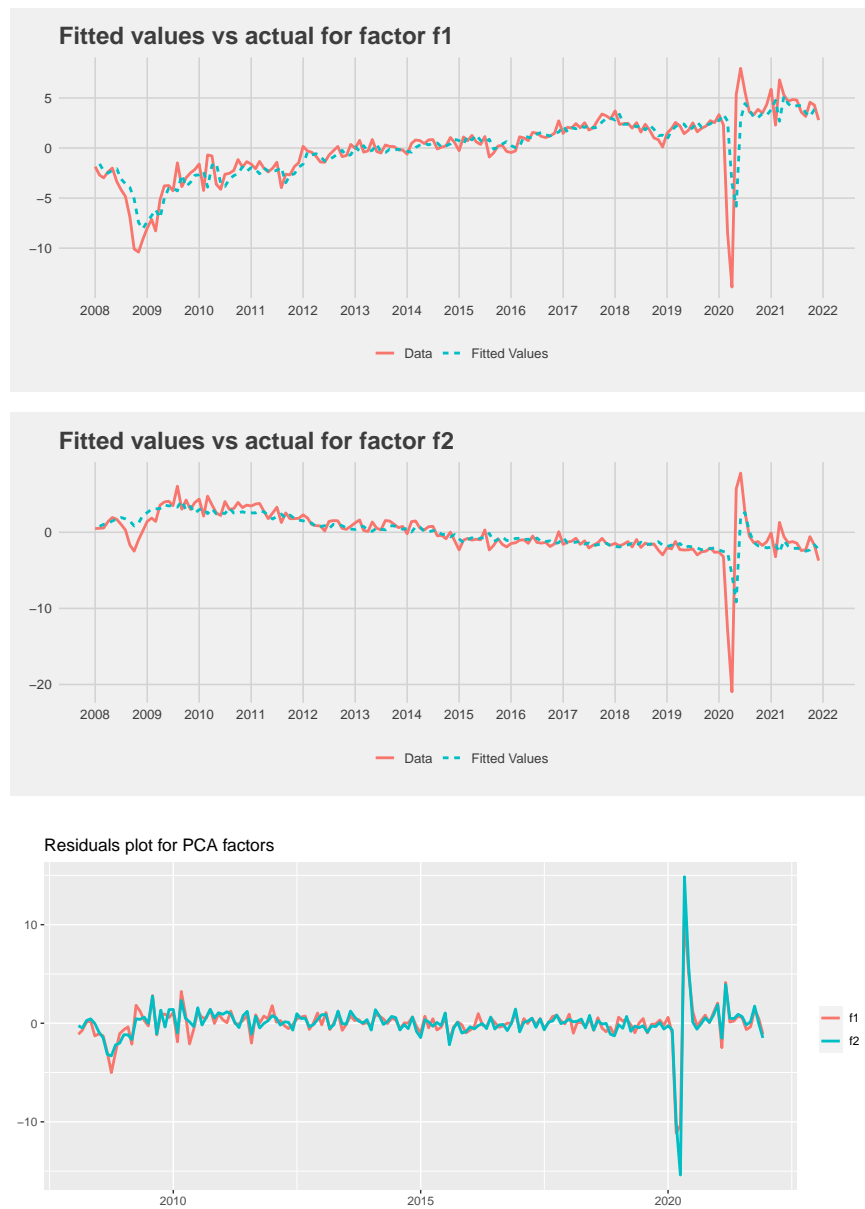 Fitted values vs actual for factor f1
5
0
−5
−10
2008 2009 2010 2011 2012 2013 2014 2015 2016 2017 2018 2019 2020 2021 2022
Data Fitted Values
Fitted values vs actual for factor f2
0
−10
−20
2008 2009 2010 2011 2012 2013 2014 2015 2016 2017 2018 2019 2020 2021 2022
Data Fitted Values
Residuals plot for PCA factors
10
0
−10
2010 2015 2020
f1
f2